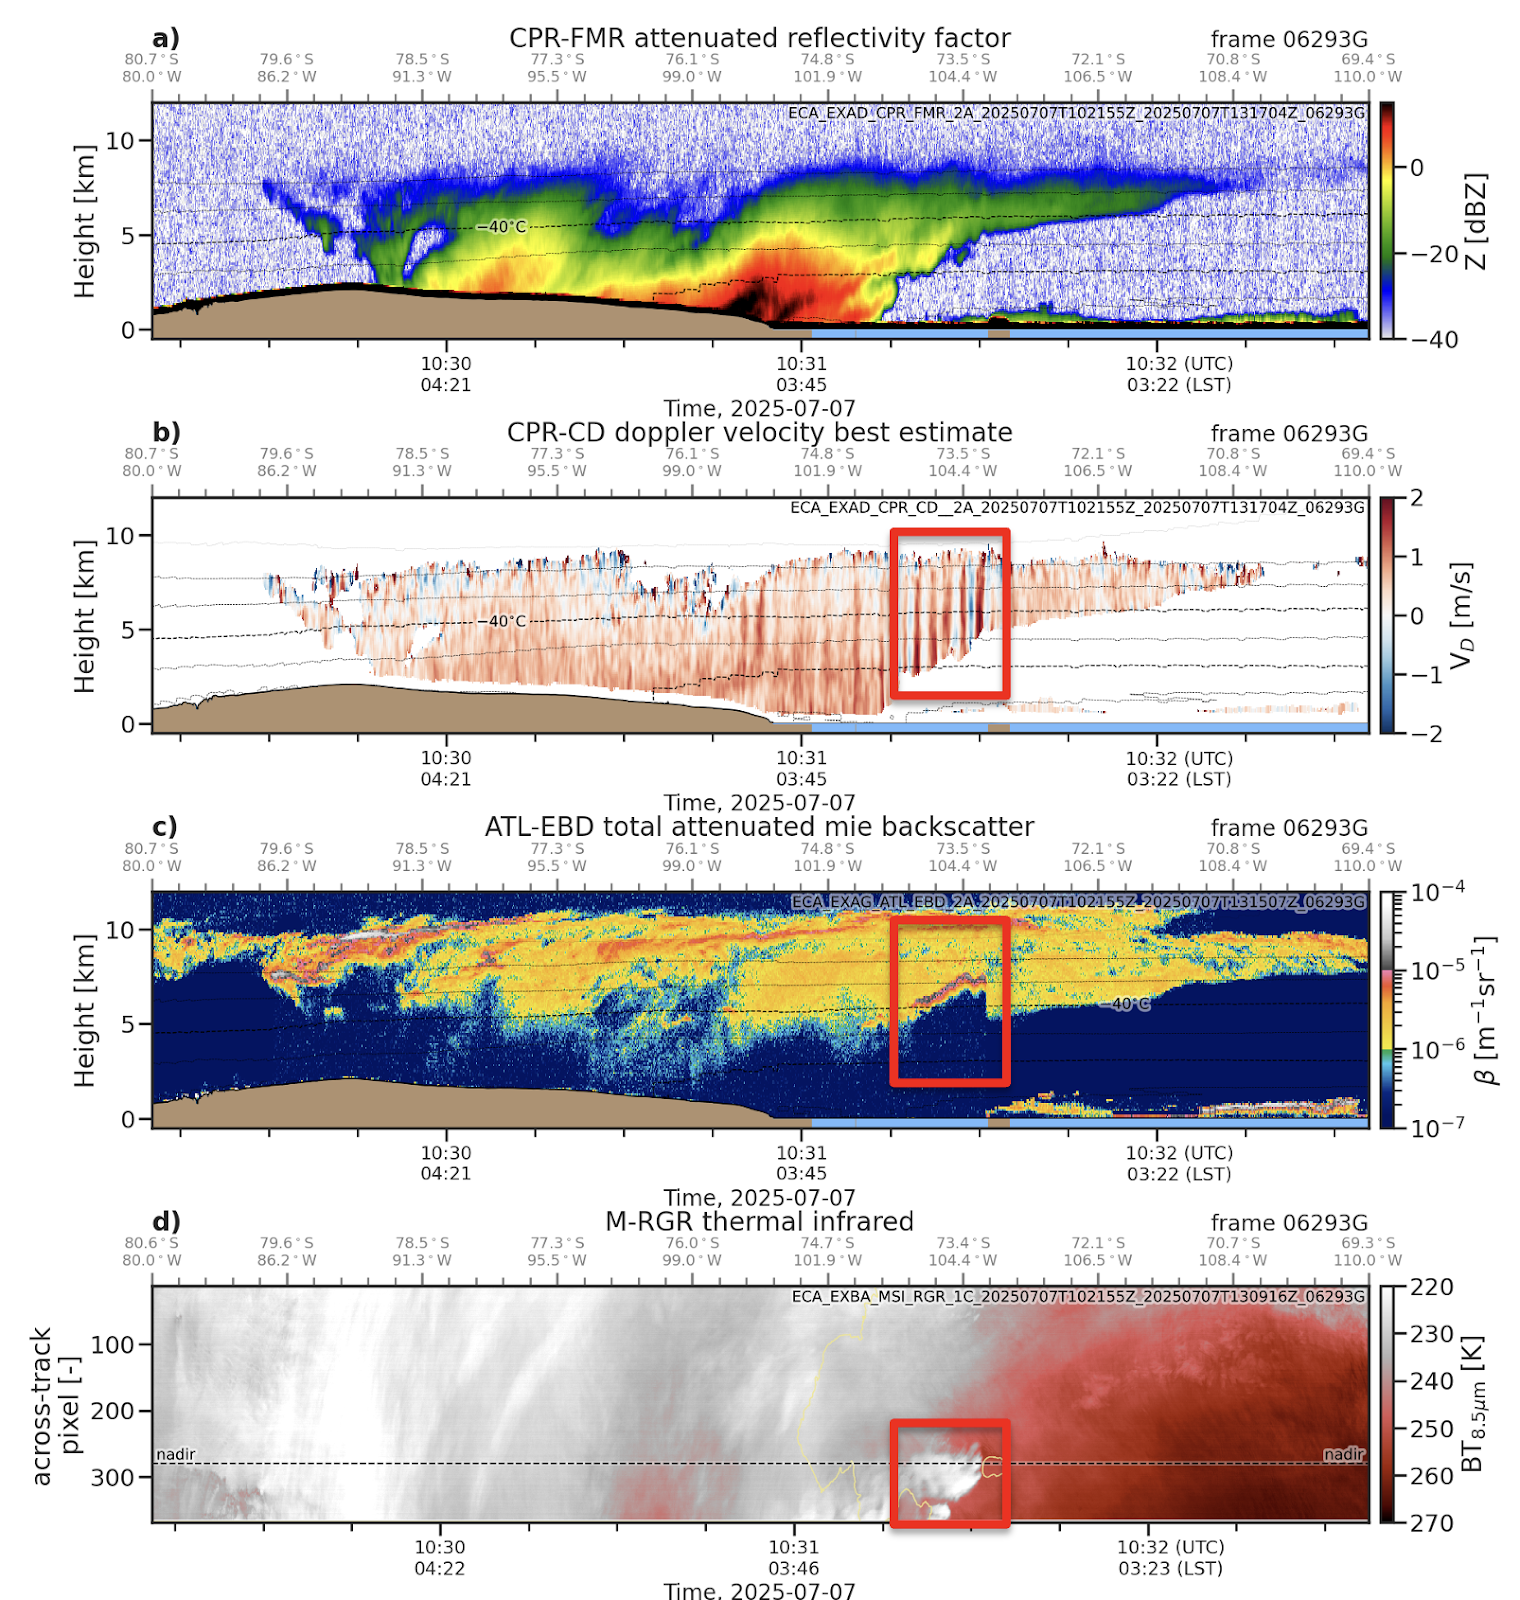 a) CPR-FMR attenuated reflectivity factor frame 06293G
80.7°S 79.6°S 78.5°S 77.3°S 76.1°S 74.8°S 73.5°S 72.1°S 70.8°S 69.4°S
80.0°W 86.2°W 91.3°W 95.5°W 99.0°W 101.9°W 104.4°W 106.5°W 108.4°W 110.0°W
ECA_EXAD_CPR_FMR_2A_20250707T102155Z_20250707T131704Z_06293G
Height [km]
10
5
0
−40°C
Z [dBZ]
0
−20
−40
10:30 10:31 10:32 (UTC)
04:21 03:45 03:22 (LST)
Time, 2025-07-07
b) CPR-CD doppler velocity best estimate frame 06293G
80.7°S 79.6°S 78.5°S 77.3°S 76.1°S 74.8°S 73.5°S 72.1°S 70.8°S 69.4°S
80.0°W 86.2°W 91.3°W 95.5°W 99.0°W 101.9°W 104.4°W 106.5°W 108.4°W 110.0°W
ECA_EXAD_CPR_CD__2A_20250707T102155Z_20250707T131704Z_06293G
Height [km]
10
5
0
−40°C
V_D [m/s]
2
1
0
−1
−2
10:30 10:31 10:32 (UTC)
04:21 03:45 03:22 (LST)
Time, 2025-07-07
c) ATL-EBD total attenuated mie backscatter frame 06293G
80.7°S 79.6°S 78.5°S 77.3°S 76.1°S 74.8°S 73.5°S 72.1°S 70.8°S 69.4°S
80.0°W 86.2°W 91.3°W 95.5°W 99.0°W 101.9°W 104.4°W 106.5°W 108.4°W 110.0°W
ECA_EXAG_ATL_EBD_2A_20250707T102155Z_20250707T131507Z_06293G
Height [km]
10
5
0
−40°C
β [m⁻¹sr⁻¹]
10⁻⁴
10⁻⁵
10⁻⁶
10⁻⁷
10:30 10:31 10:32 (UTC)
04:21 03:45 03:22 (LST)
Time, 2025-07-07
d) M-RGR thermal infrared frame 06293G
80.6°S 79.6°S 78.5°S 77.3°S 76.0°S 74.7°S 73.4°S 72.1°S 70.7°S 69.3°S
80.0°W 86.2°W 91.3°W 95.5°W 99.0°W 101.9°W 104.4°W 106.5°W 108.4°W 110.0°W
ECA_EXBA_MSI_RGR_1C_20250707T102155Z_20250707T130916Z_06293G
across-track
pixel [-]
100
200
300
nadir nadir
BT8.5μm [K]
220
230
240
250
260
270
10:30 10:31 10:32 (UTC)
04:22 03:46 03:23 (LST)
Time, 2025-07-07